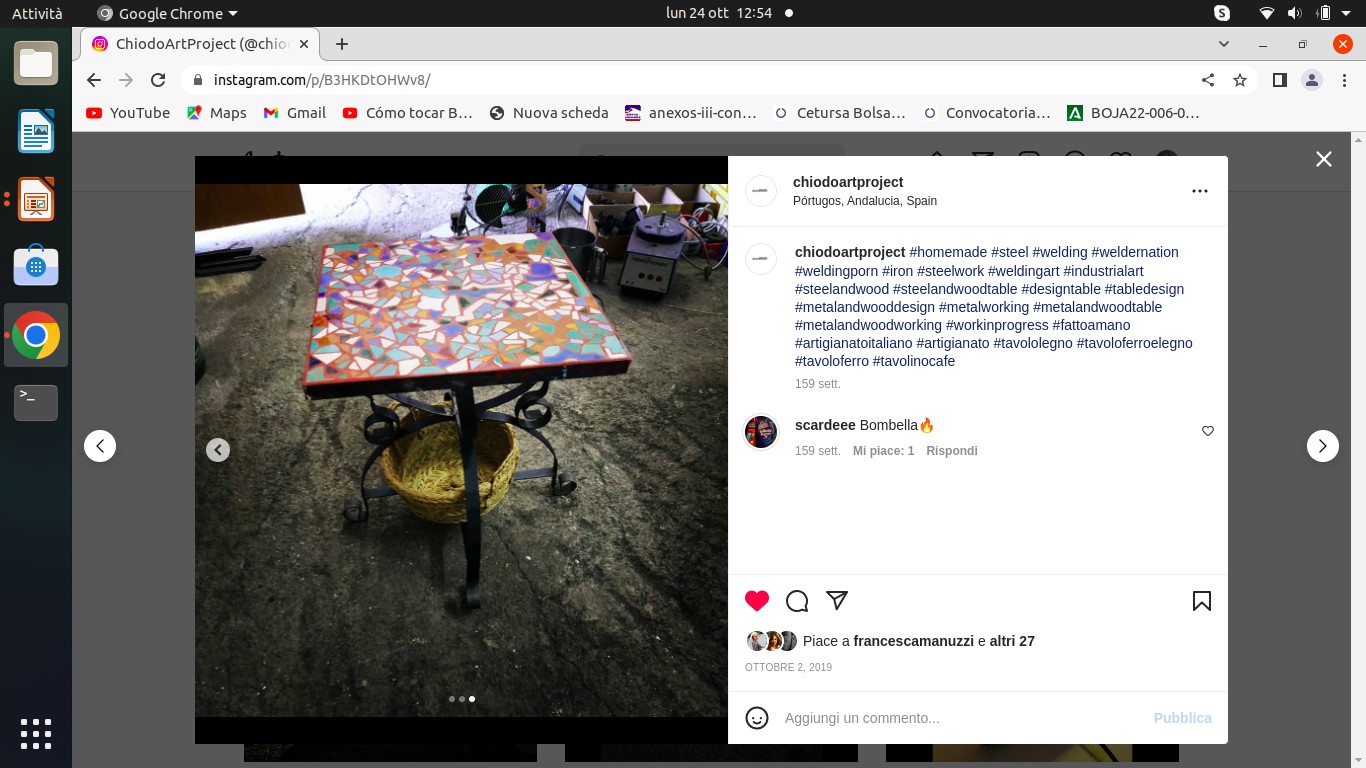 Attività
Google Chrome
lun 24 ott 12:54
ChiodoArtProject (@chio
instagram.com/p/B3HKDtOHWv8/
YouTube
Maps
Gmail
Cómo tocar B…
Nuova scheda
anexos-iii-con…
Cetursa Bolsa…
Convocatoria…
BOJA22-006-0…
chiodoartproject
Pórtugos, Andalucia, Spain
chiodoartproject #homemade #steel #welding #weldernation
#weldingporn #iron #steelwork #weldingart #industrialart
#steelandwood #steelandwoodtable #designtable #tabledesign
#metalandwooddesign #metalworking #metalandwoodtable
#metalandwoodworking #workinprogress #fattoamano
#artigianatoitaliano #artigianato #tavololegno #tavoloferroelegno
#tavoloferro #tavolinocafe
159 sett.
scardeee Bombella🔥
159 sett. Mi piace: 1 Rispondi
Piace a francescamanuzzi e altri 27
OTTOBRE 2, 2019
Aggiungi un commento...
Pubblica